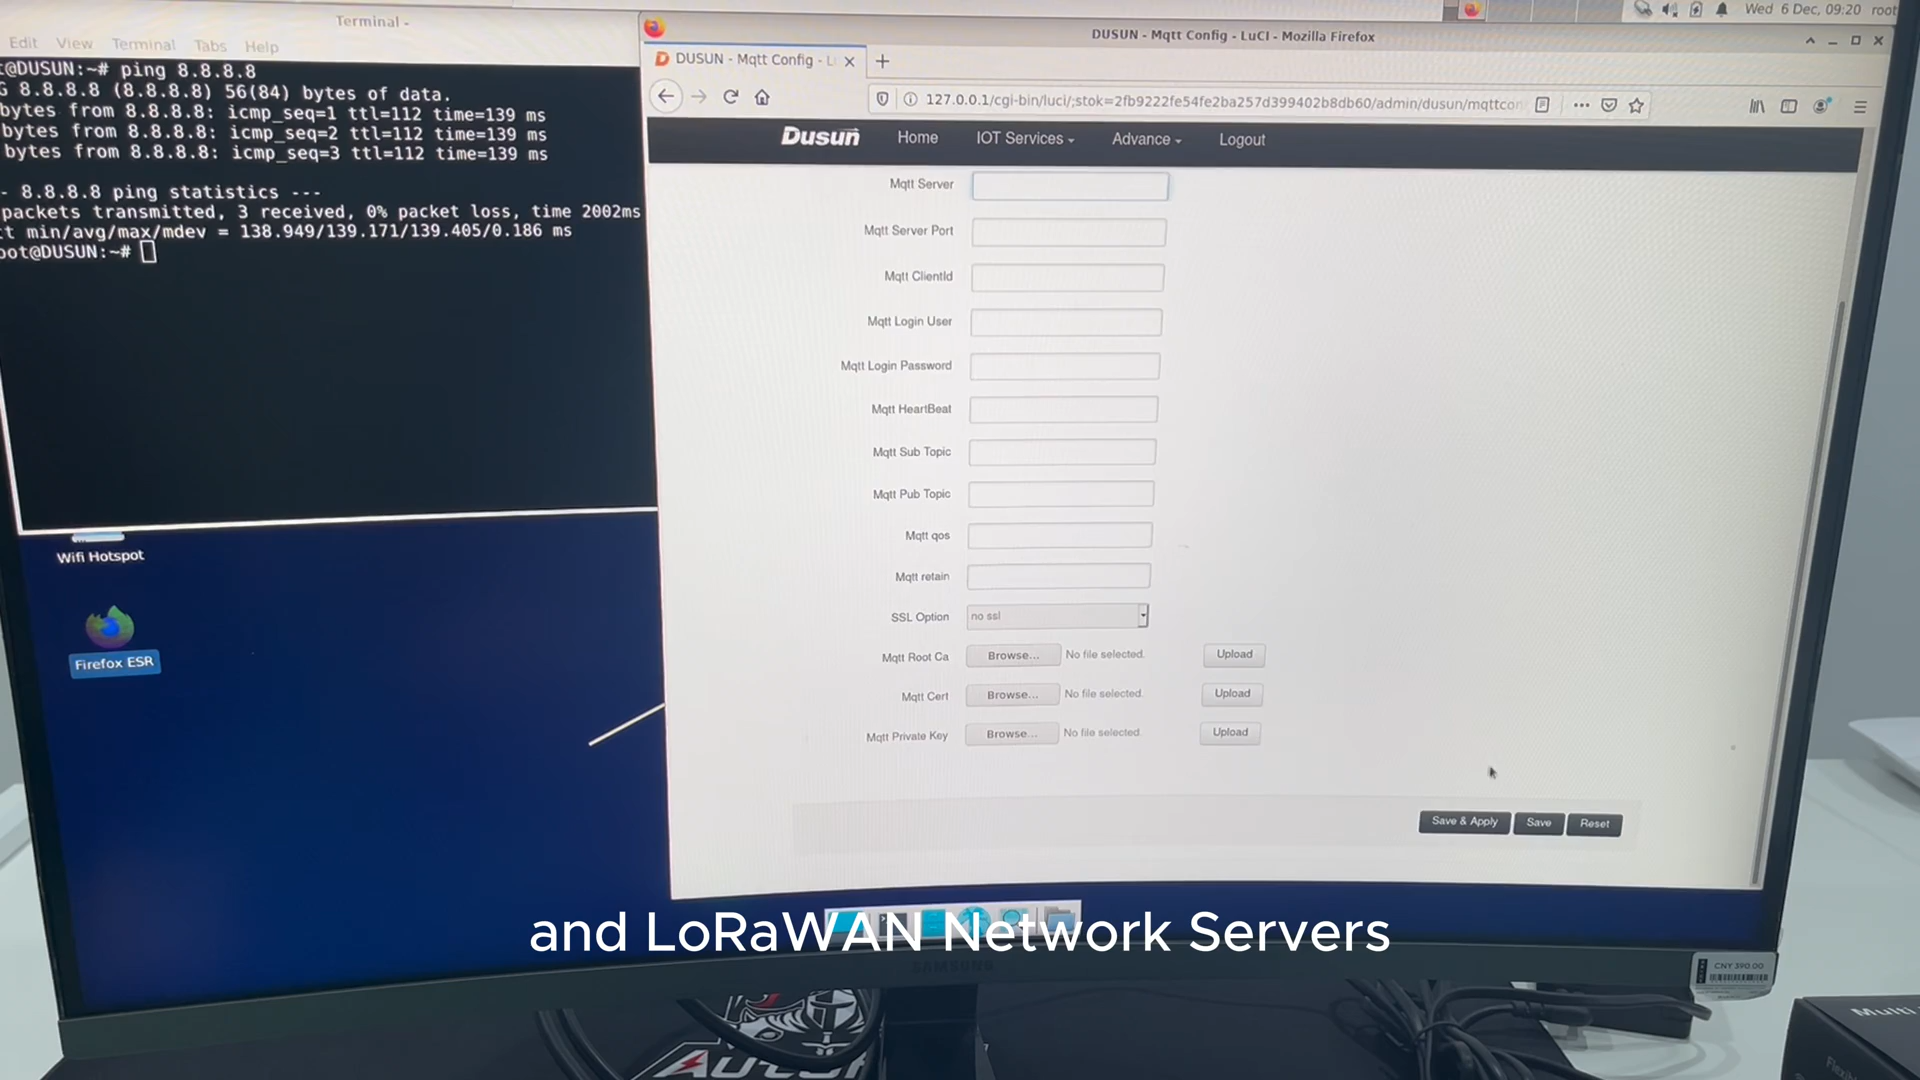 Terminal -
Edit View Terminal Tabs Help
t@DUSUN:~# ping 8.8.8.8
G 8.8.8.8 (8.8.8.8) 56(84) bytes of data.
bytes from 8.8.8.8: icmp_seq=1 ttl=112 time=139 ms
bytes from 8.8.8.8: icmp_seq=2 ttl=112 time=139 ms
bytes from 8.8.8.8: icmp_seq=3 ttl=112 time=139 ms
- 8.8.8.8 ping statistics ---
packets transmitted, 3 received, 0% packet loss, time 2002ms
tt min/avg/max/mdev = 138.949/139.171/139.405/0.186 ms
oot@DUSUN:~#
Wifi Hotspot
Firefox ESR
Wed 6 Dec, 09:20 root
DUSUN - Mqtt Config - LuCI - Mozilla Firefox
DUSUN - Mqtt Config - L
127.0.0.1/cgi-bin/luci/;stok=2fb9222fe54fe2ba257d399402b8db60/admin/dusun/mqttcon
Dusun Home IOT Services Advance Logout
Mqtt Server
Mqtt Server Port
Mqtt ClientId
Mqtt Login User
Mqtt Login Password
Mqtt HeartBeat
Mqtt Sub Topic
Mqtt Pub Topic
Mqtt qos
Mqtt retain
SSL Option no ssl
Mqtt Root Ca Browse... No file selected. Upload
Mqtt Cert Browse... No file selected. Upload
Mqtt Private Key Browse... No file selected. Upload
Save & Apply Save Reset
and LoRaWAN Network Servers
SAMSUNG
CNY 390.00
Multi